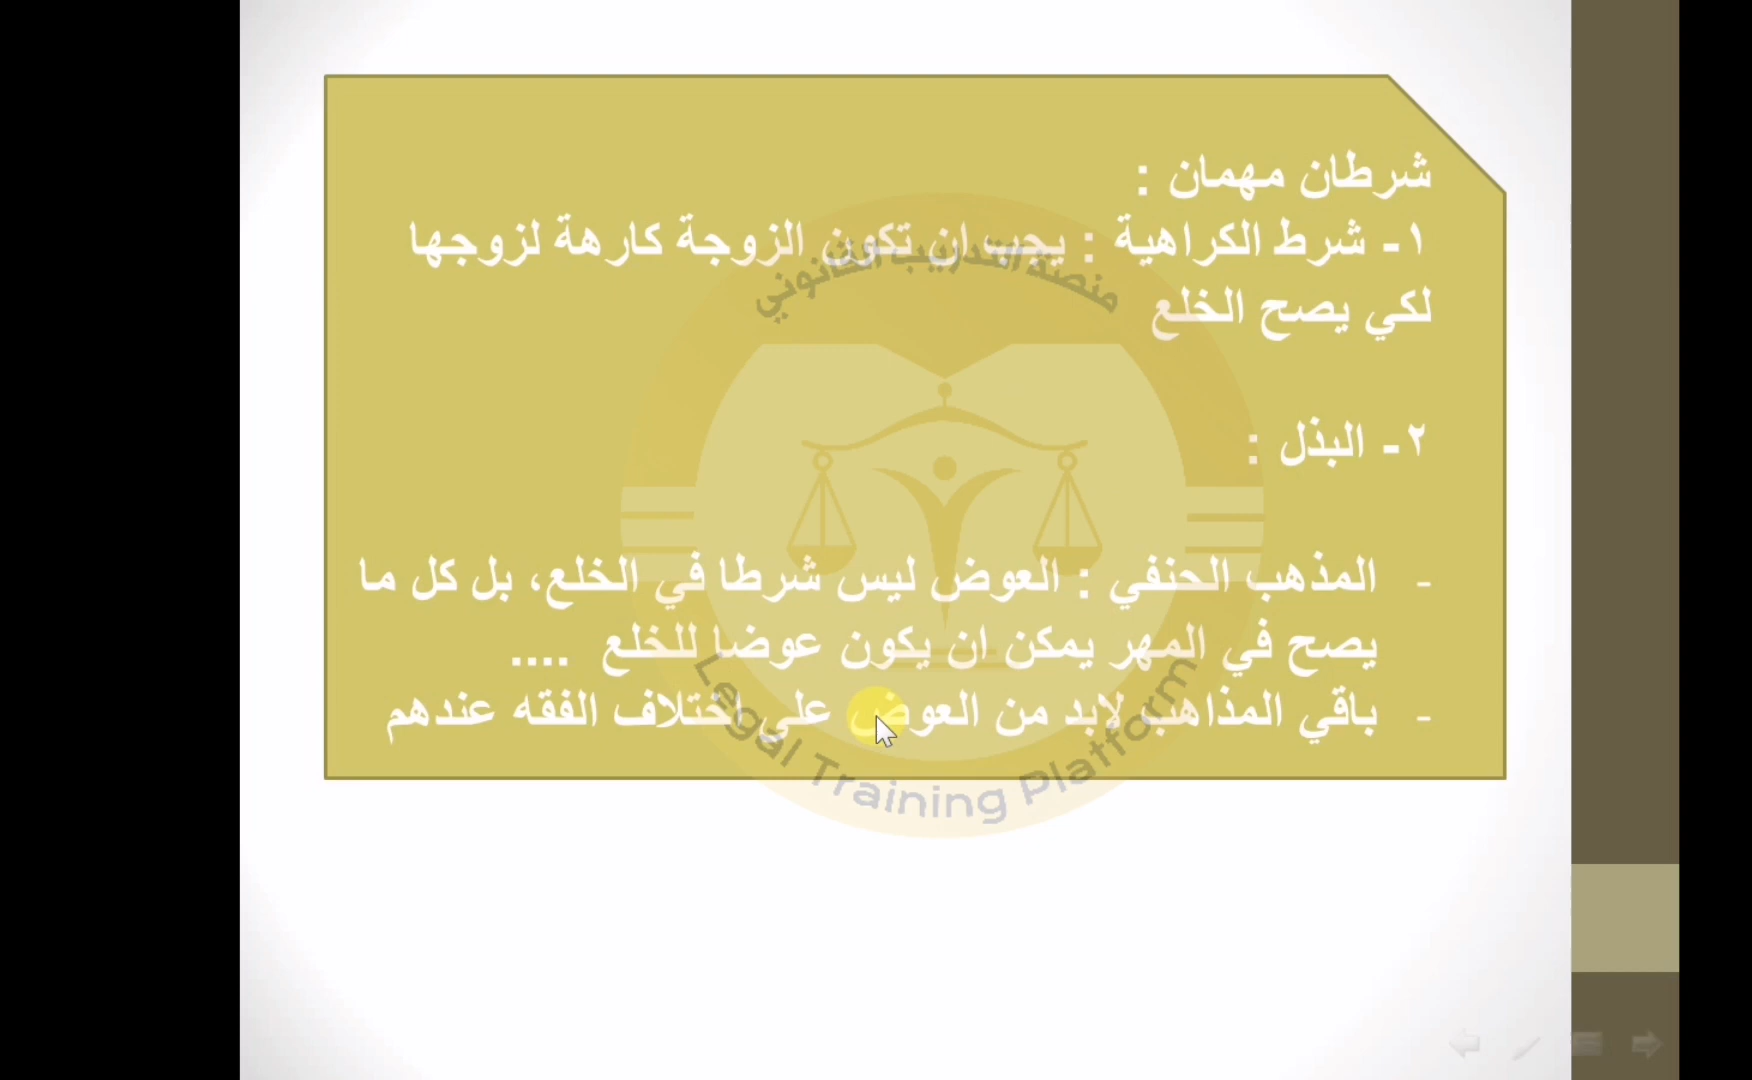 شرطان مهمان :
١- شرط الكراهية : يجب ان تكون الزوجة كارهة لزوجها
لكي يصح الخلع
٢- البذل :
- المذهب الحنفي : العوض ليس شرطا في الخلع، بل كل ما
يصح في المهر يمكن ان يكون عوضا للخلع ....
- باقي المذاهب لابد من العوض على اختلاف الفقه عندهم
منصة التدريب القانوني
Legal Training Platform